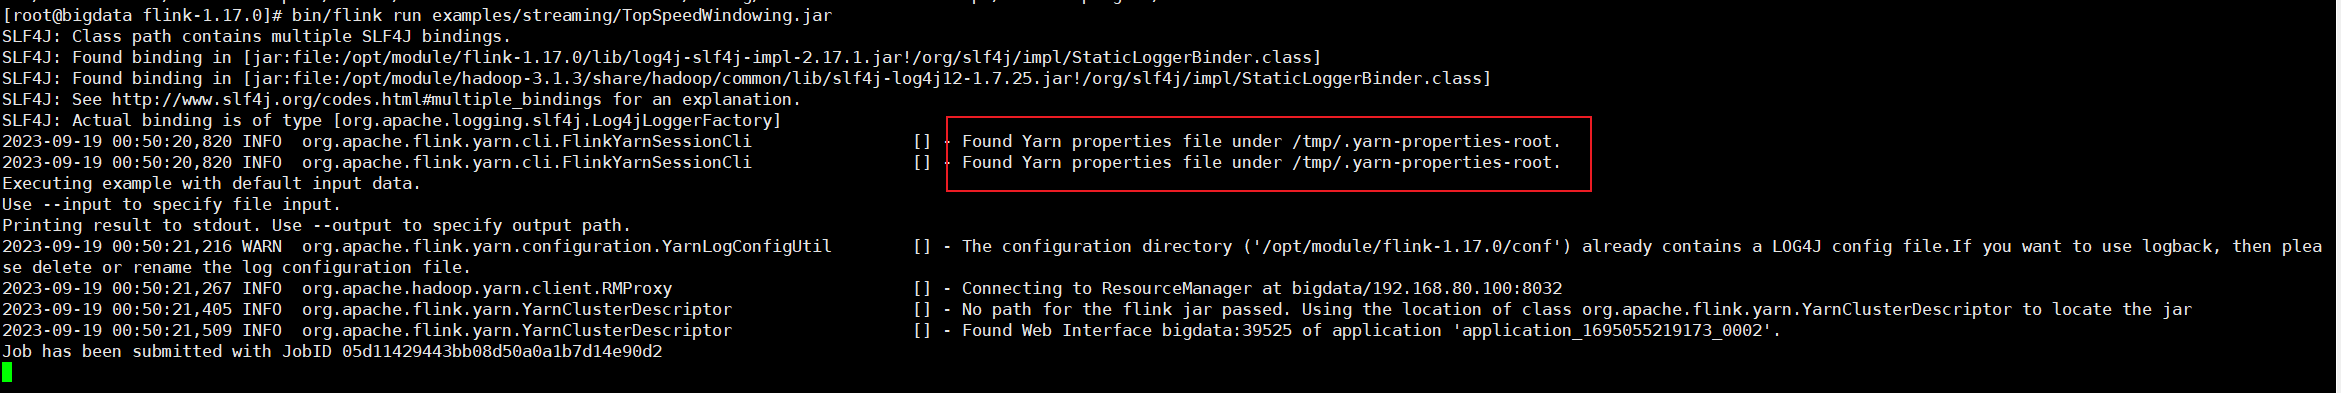 [root@bigdata flink-1.17.0]# bin/flink run examples/streaming/TopSpeedWindowing.jar
SLF4J: Class path contains multiple SLF4J bindings.
SLF4J: Found binding in [jar:file:/opt/module/flink-1.17.0/lib/log4j-slf4j-impl-2.17.1.jar!/org/slf4j/impl/StaticLoggerBinder.class]
SLF4J: Found binding in [jar:file:/opt/module/hadoop-3.1.3/share/hadoop/common/lib/slf4j-log4j12-1.7.25.jar!/org/slf4j/impl/StaticLoggerBinder.class]
SLF4J: See http://www.slf4j.org/codes.html#multiple_bindings for an explanation.
SLF4J: Actual binding is of type [org.apache.logging.slf4j.Log4jLoggerFactory]
2023-09-19 00:50:20,820 INFO  org.apache.flink.yarn.cli.FlinkYarnSessionCli                [] - Found Yarn properties file under /tmp/.yarn-properties-root.
2023-09-19 00:50:20,820 INFO  org.apache.flink.yarn.cli.FlinkYarnSessionCli                [] - Found Yarn properties file under /tmp/.yarn-properties-root.
Executing example with default input data.
Use --input to specify file input.
Printing result to stdout. Use --output to specify output path.
2023-09-19 00:50:21,216 WARN  org.apache.flink.yarn.configuration.YarnLogConfigUtil        [] - The configuration directory ('/opt/module/flink-1.17.0/conf') already contains a LOG4J config file.If you want to use logback, then plea
se delete or rename the log configuration file.
2023-09-19 00:50:21,267 INFO  org.apache.hadoop.yarn.client.RMProxy                        [] - Connecting to ResourceManager at bigdata/192.168.80.100:8032
2023-09-19 00:50:21,405 INFO  org.apache.flink.yarn.YarnClusterDescriptor                  [] - No path for the flink jar passed. Using the location of class org.apache.flink.yarn.YarnClusterDescriptor to locate the jar
2023-09-19 00:50:21,509 INFO  org.apache.flink.yarn.YarnClusterDescriptor                  [] - Found Web Interface bigdata:39525 of application 'application_1695055219173_0002'.
Job has been submitted with JobID 05d11429443bb08d50a0a1b7d14e90d2